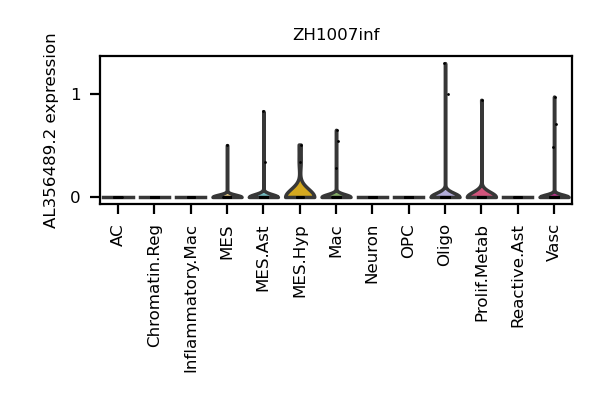 ZH1007inf
AL356489.2 expression
1
0
AC
Chromatin.Reg
Inflammatory.Mac
MES
MES.Ast
MES.Hyp
Mac
Neuron
OPC
Oligo
Prolif.Metab
Reactive.Ast
Vasc